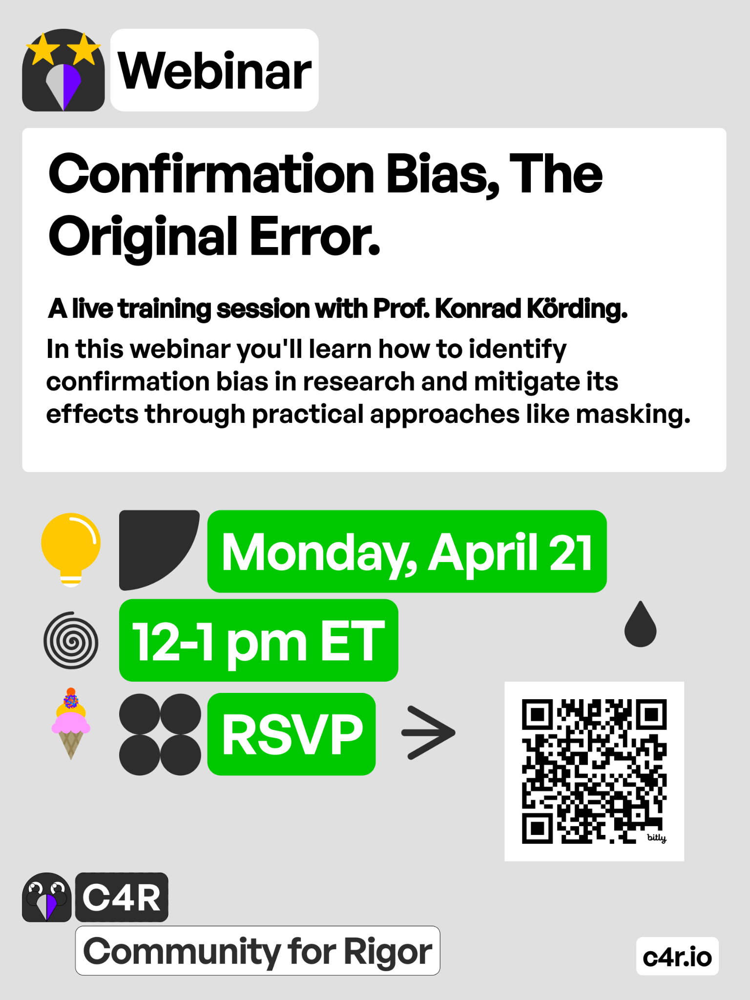 Webinar
Confirmation Bias, The
Original Error.
A live training session with Prof. Konrad Körding.
In this webinar you'll learn how to identify
confirmation bias in research and mitigate its
effects through practical approaches like masking.
Monday, April 21
12-1 pm ET
RSVP
bitly
C4R
Community for Rigor
c4r.io